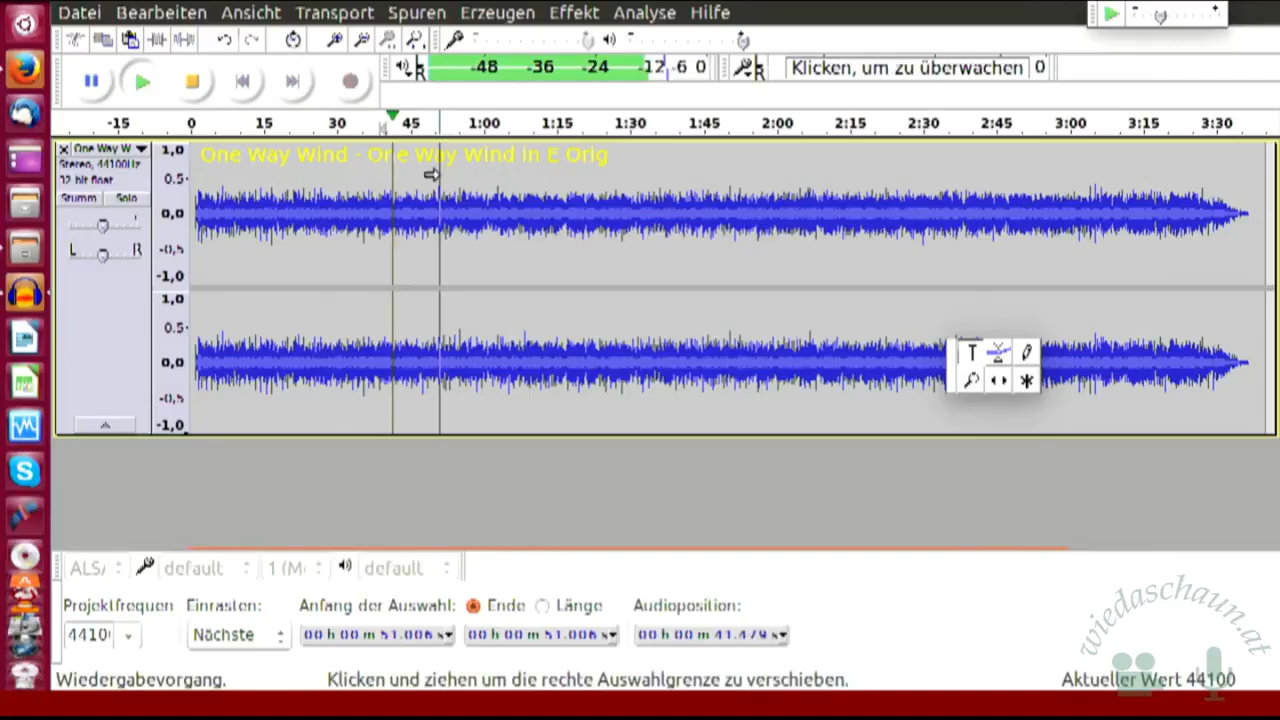 Datei Bearbeiten Ansicht Transport Spuren Erzeugen Effekt Analyse Hilfe
R -48 -36 -24 -12 -6 0 R Klicken, um zu überwachen 0
-15 0 15 30 45 1:00 1:15 1:30 1:45 2:00 2:15 2:30 2:45 3:00 3:15 3:30
One Way W
Stereo, 44100Hz
32 bit float
Stumm Solo
L R
1,0
0,5
0,0
-0,5
-1,0
One Way Wind - One Way Wind in E Orig
1,0
0,5
0,0
-0,5
-1,0
ALSA default 1 (M default
Projektfrequen Einrasten: Anfang der Auswahl: Ende Länge Audioposition:
4410 Nächste 00 h 00 m 51.006 s 00 h 00 m 51.006 s 00 h 00 m 41.479 s
Wiedergabevorgang. Klicken und ziehen um die rechte Auswahlgrenze zu verschieben. Aktueller Wert 44100
wiedaschaun.at